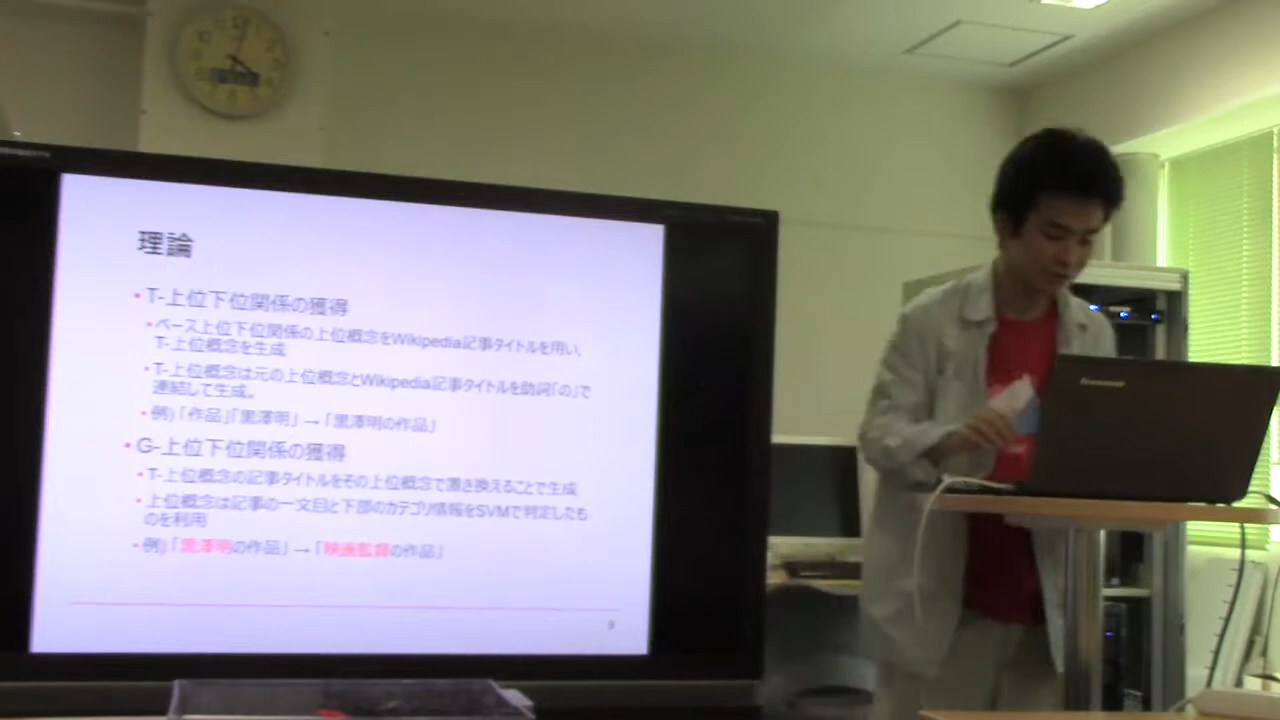 理論
・T-上位下位関係の獲得
・ベース上位下位関係の上位概念をWikipedia記事タイトルを用い、
T-上位概念を生成
・T-上位概念は元の上位概念とWikipedia記事タイトルを助詞「の」で
連結して生成。
・例)「作品」「黒澤明」→「黒澤明の作品」
・G-上位下位関係の獲得
・T-上位概念の記事タイトルをその上位概念で置き換えることで生成
・上位概念は記事の一文目と下部のカテゴリ情報をSVMで判定したも
のを利用
・例)「黒澤明の作品」→「映画監督の作品」
9
lenovo